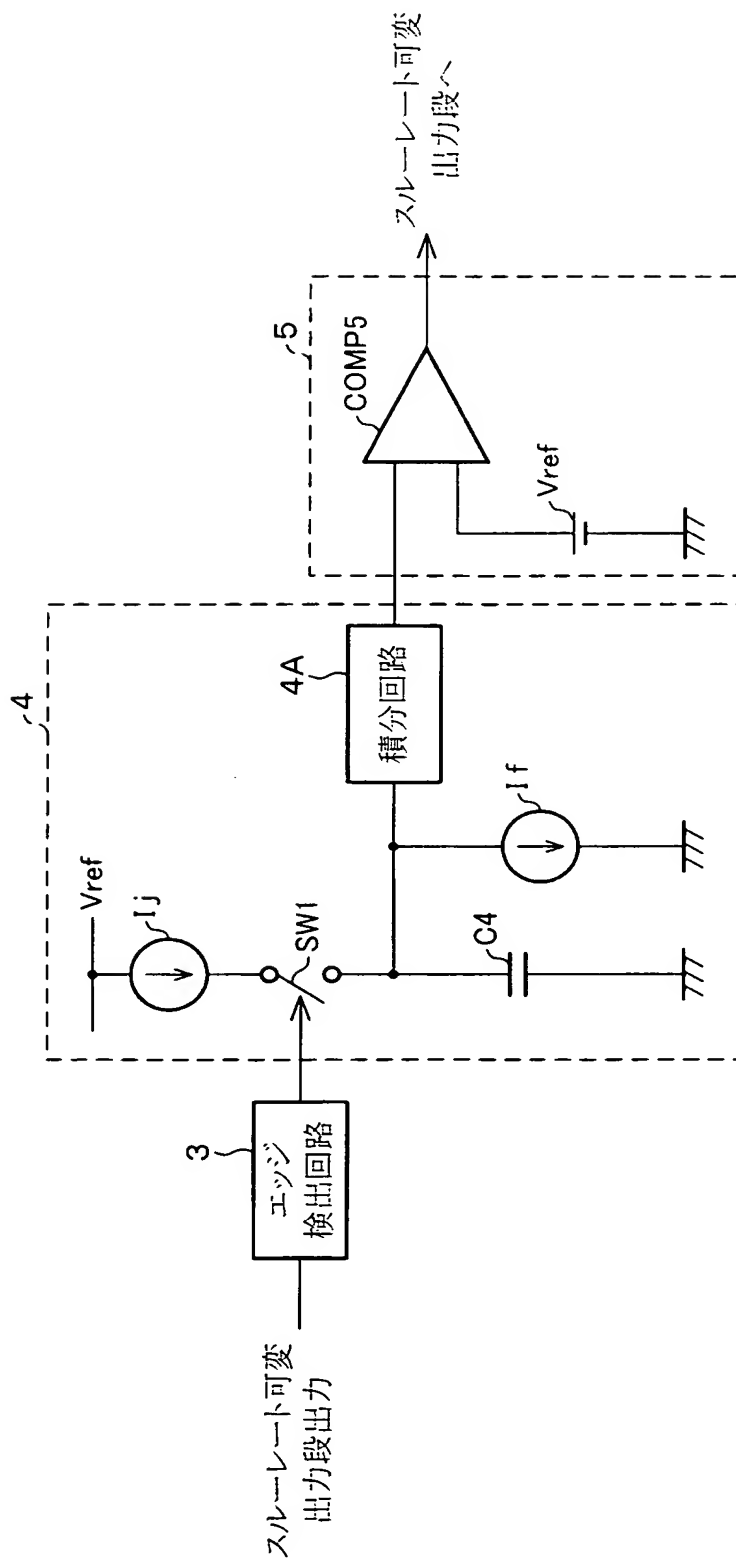 スルーレート可変
出力段出力
3
エッジ
検出回路
4
Vref
Ij
SW1
C4
If
4A
積分回路
5
COMP5
Vref
スルーレート可変
出力段へ